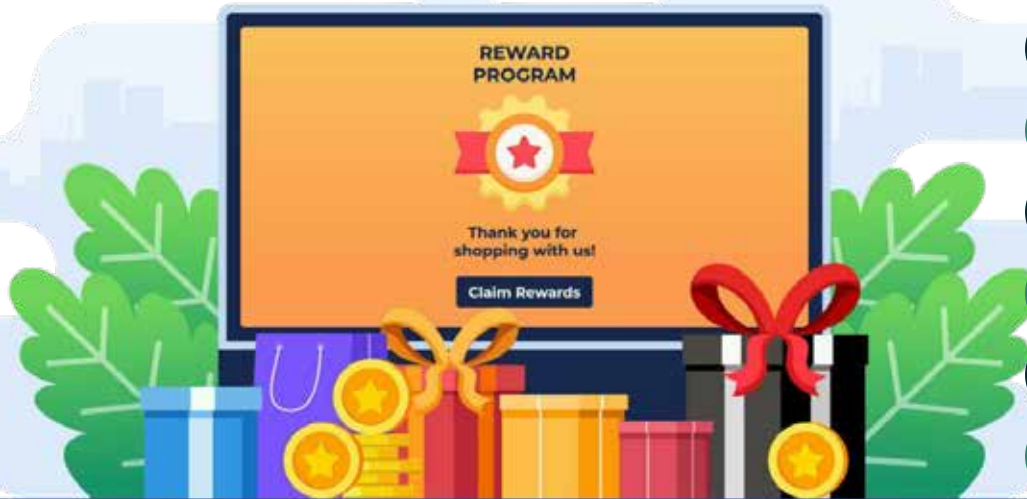 REWARD
PROGRAM
Thank you for
shopping with us!
Claim Rewards